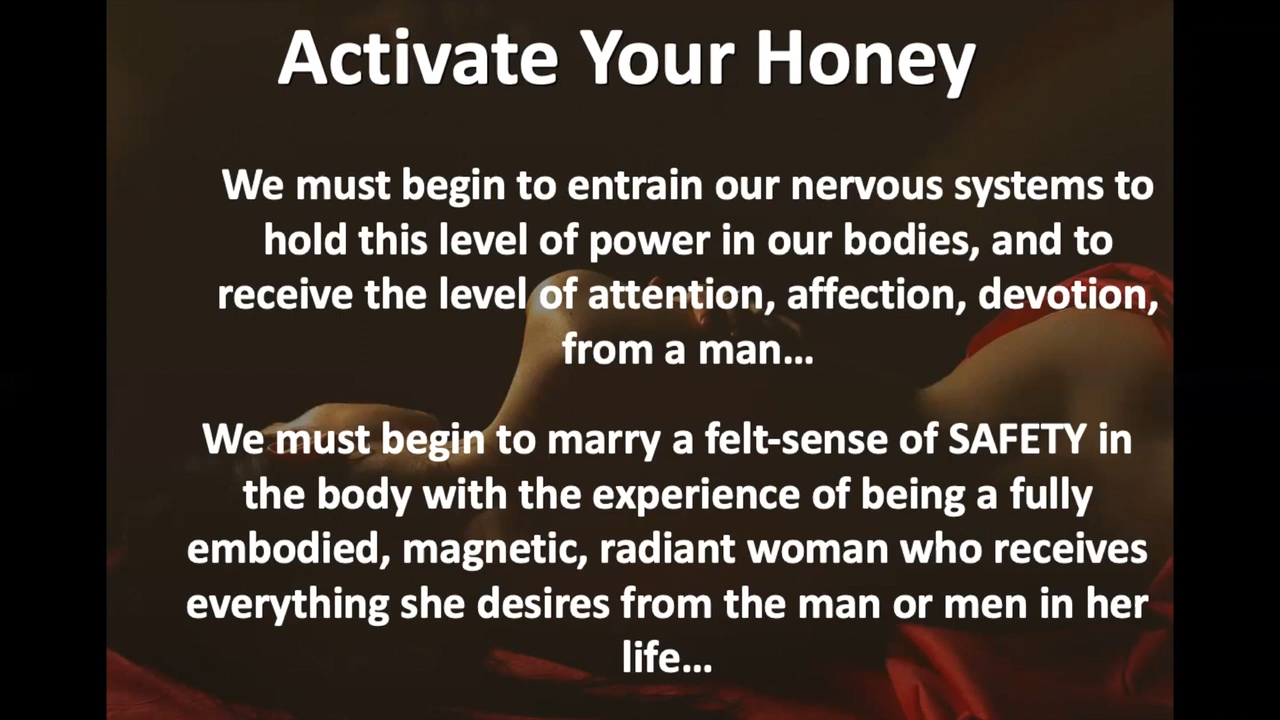 Activate Your Honey
We must begin to entrain our nervous systems to
hold this level of power in our bodies, and to
receive the level of attention, affection, devotion,
from a man...
We must begin to marry a felt-sense of SAFETY in
the body with the experience of being a fully
embodied, magnetic, radiant woman who receives
everything she desires from the man or men in her
life...